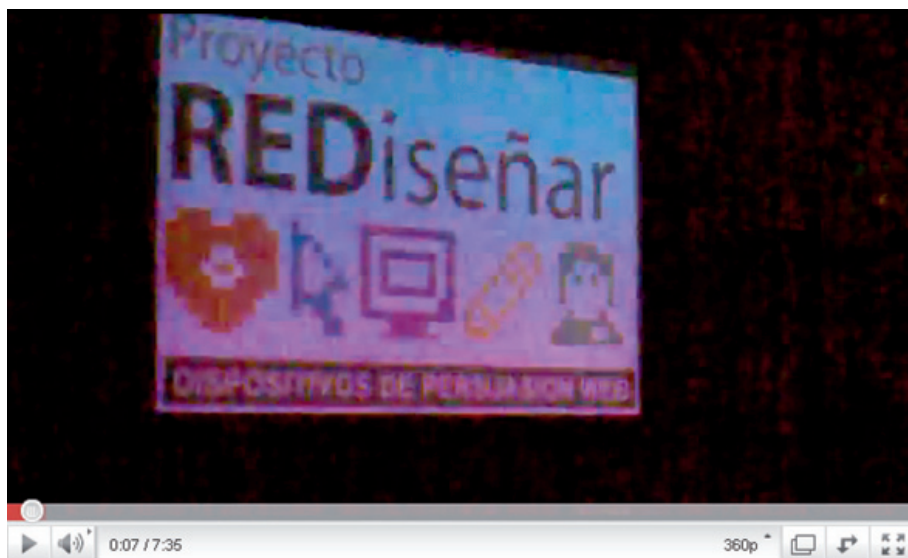 Proyecto
REDiseñar
DISPOSITIVOS DE PERSUASION WEB
0:07 / 7:35
360p